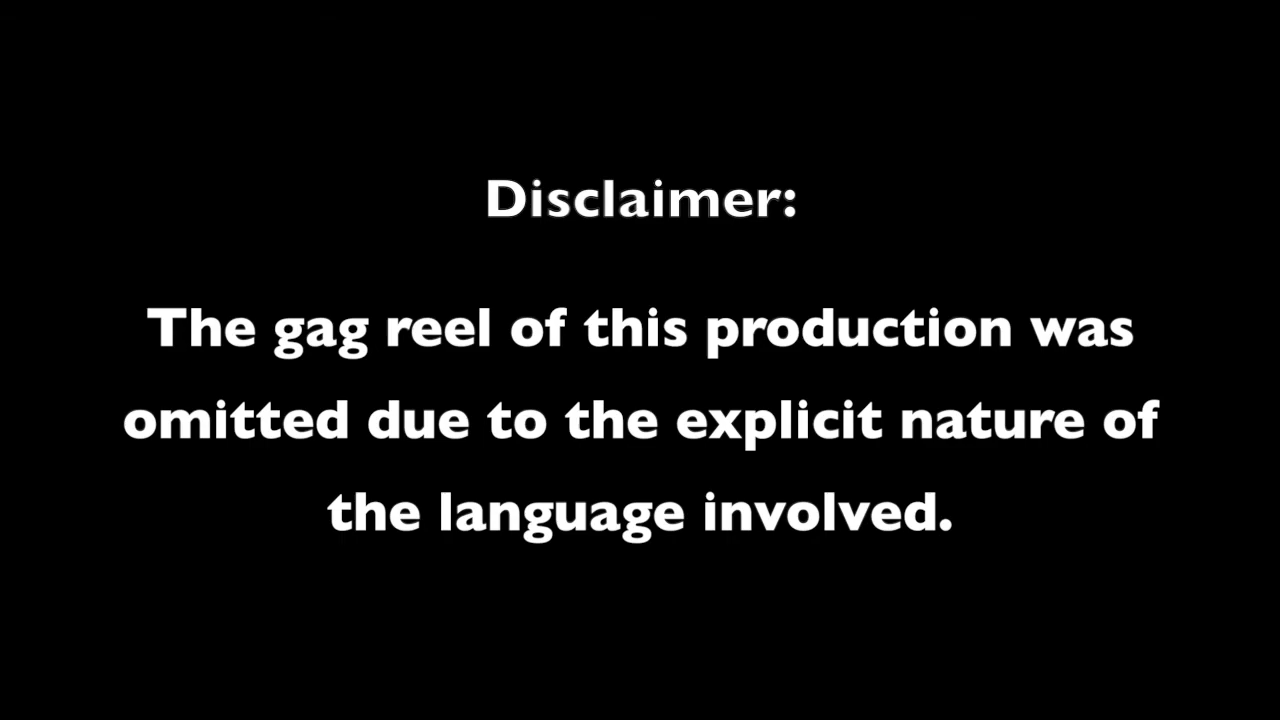 Disclaimer:
The gag reel of this production was
omitted due to the explicit nature of
the language involved.